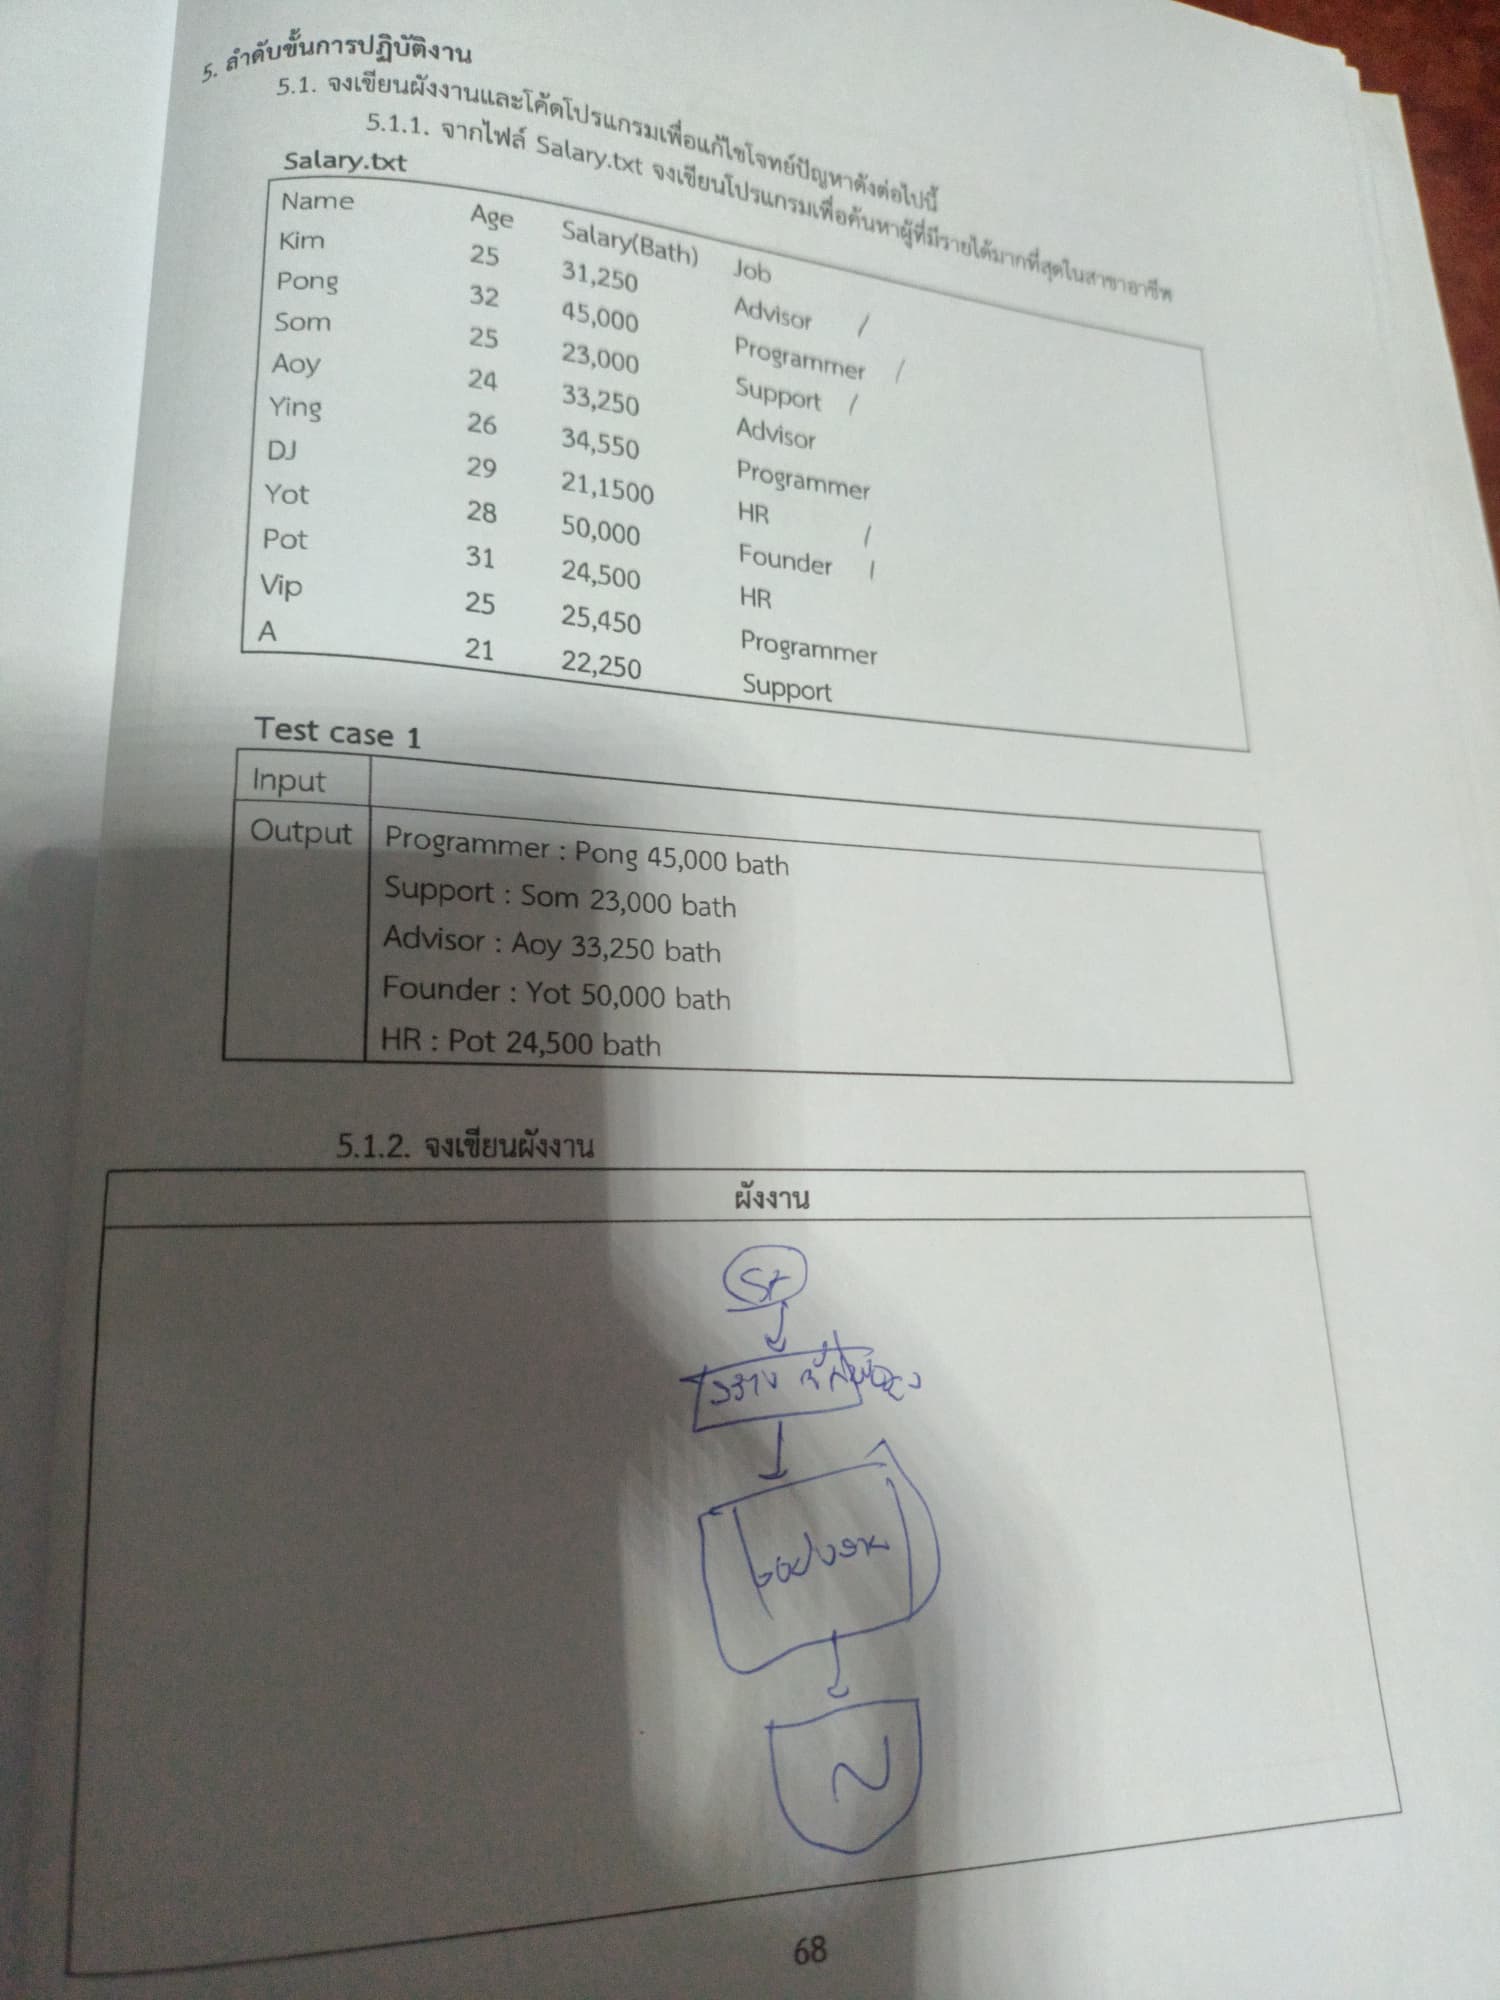 5. ลำดับขั้นการปฏิบัติงาน
5.1. จงเขียนผังงานและโค้ดโปรแกรมเพื่อแก้ไขโจทย์ปัญหาดังต่อไปนี้
5.1.1. จากไฟล์ Salary.txt จงเขียนโปรแกรมเพื่อค้นหาผู้ที่มีรายได้มากที่สุดในสาขาอาชีพ
Salary.txt
Name Age Salary(Bath) Job
Kim 25 31,250 Advisor /
Pong 32 45,000 Programmer /
Som 25 23,000 Support /
Aoy 24 33,250 Advisor
Ying 26 34,550 Programmer
DJ 29 21,1500 HR /
Yot 28 50,000 Founder /
Pot 31 24,500 HR
Vip 25 25,450 Programmer
A 21 22,250 Support
Test case 1
Input
Output Programmer : Pong 45,000 bath
Support : Som 23,000 bath
Advisor : Aoy 33,250 bath
Founder : Yot 50,000 bath
HR : Pot 24,500 bath
5.1.2. จงเขียนผังงาน
ผังงาน
St
68